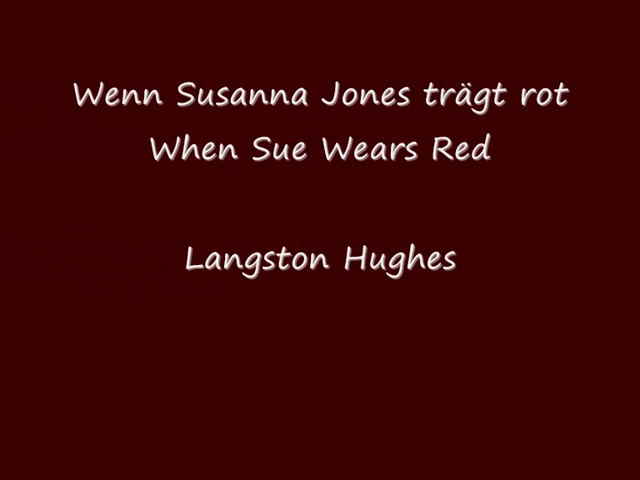 Wenn Susanna Jones trägt rot
When Sue Wears Red
Langston Hughes